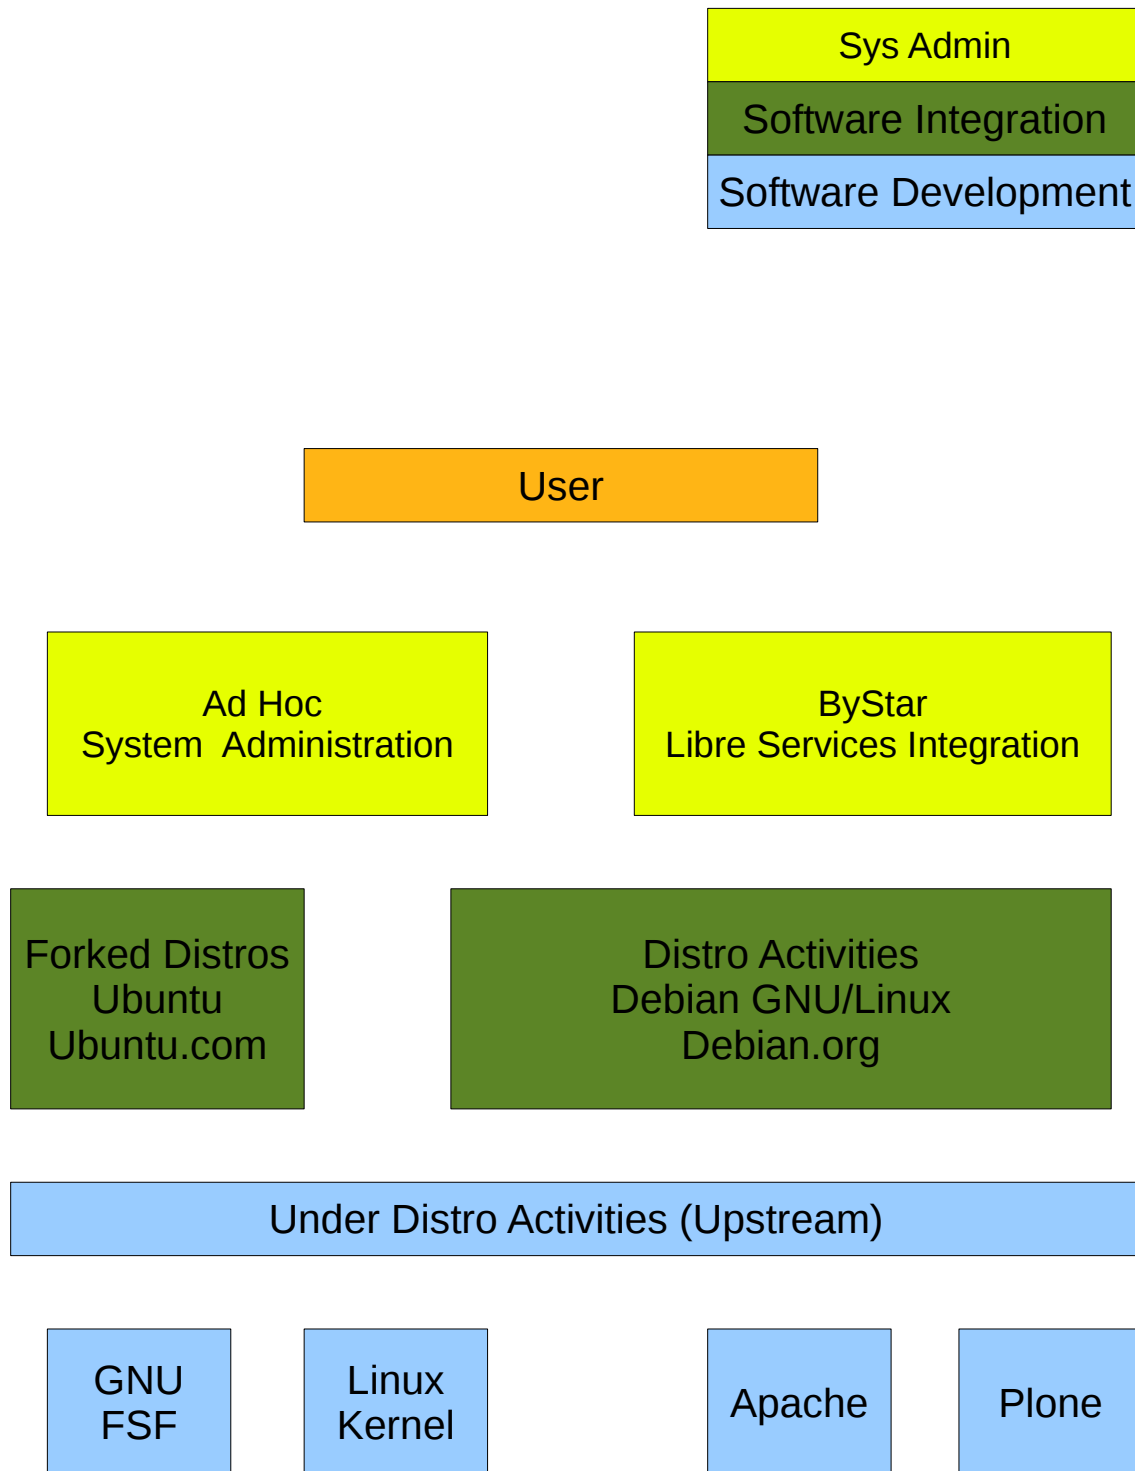 Sys Admin
Software Integration
Software Development
User
Ad Hoc
System  Administration
ByStar
Libre Services Integration
Forked Distros
Ubuntu
Ubuntu.com
Distro Activities
Debian GNU/Linux
Debian.org
Under Distro Activities (Upstream)
GNU
FSF
Linux
Kernel
Apache
Plone